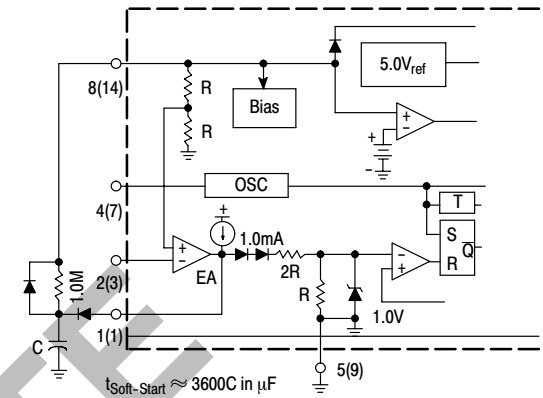 5.0Vref
8(14)
R
Bias
R
+
−
+
−
OSC
4(7)
T
+
S
Q̅
R
1.0mA
+
−
EA
2R
−
+
2(3)
R
1.0V
1.0M
1(1)
C
5(9)
tSoft-Start ≈ 3600C in μF